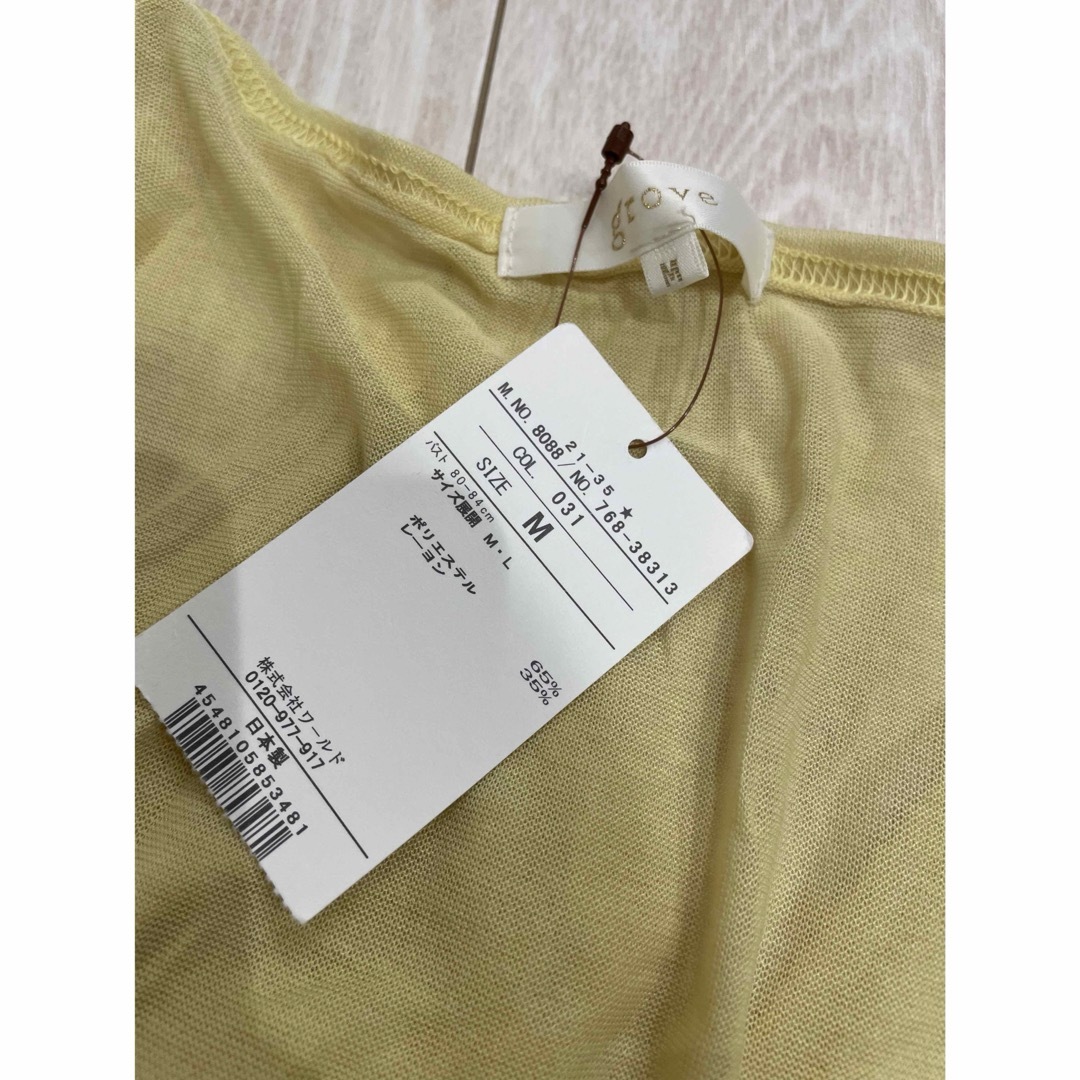 grove
21-35 ★
M. NO. 8088/NO. 768-38313
COL. 031
SIZE M
バスト 80-84cm
サイズ展開 M・L
ポリエステル 65%
レーヨン 35%
株式会社ワールド
0120-977-917
日本製
4548105853481